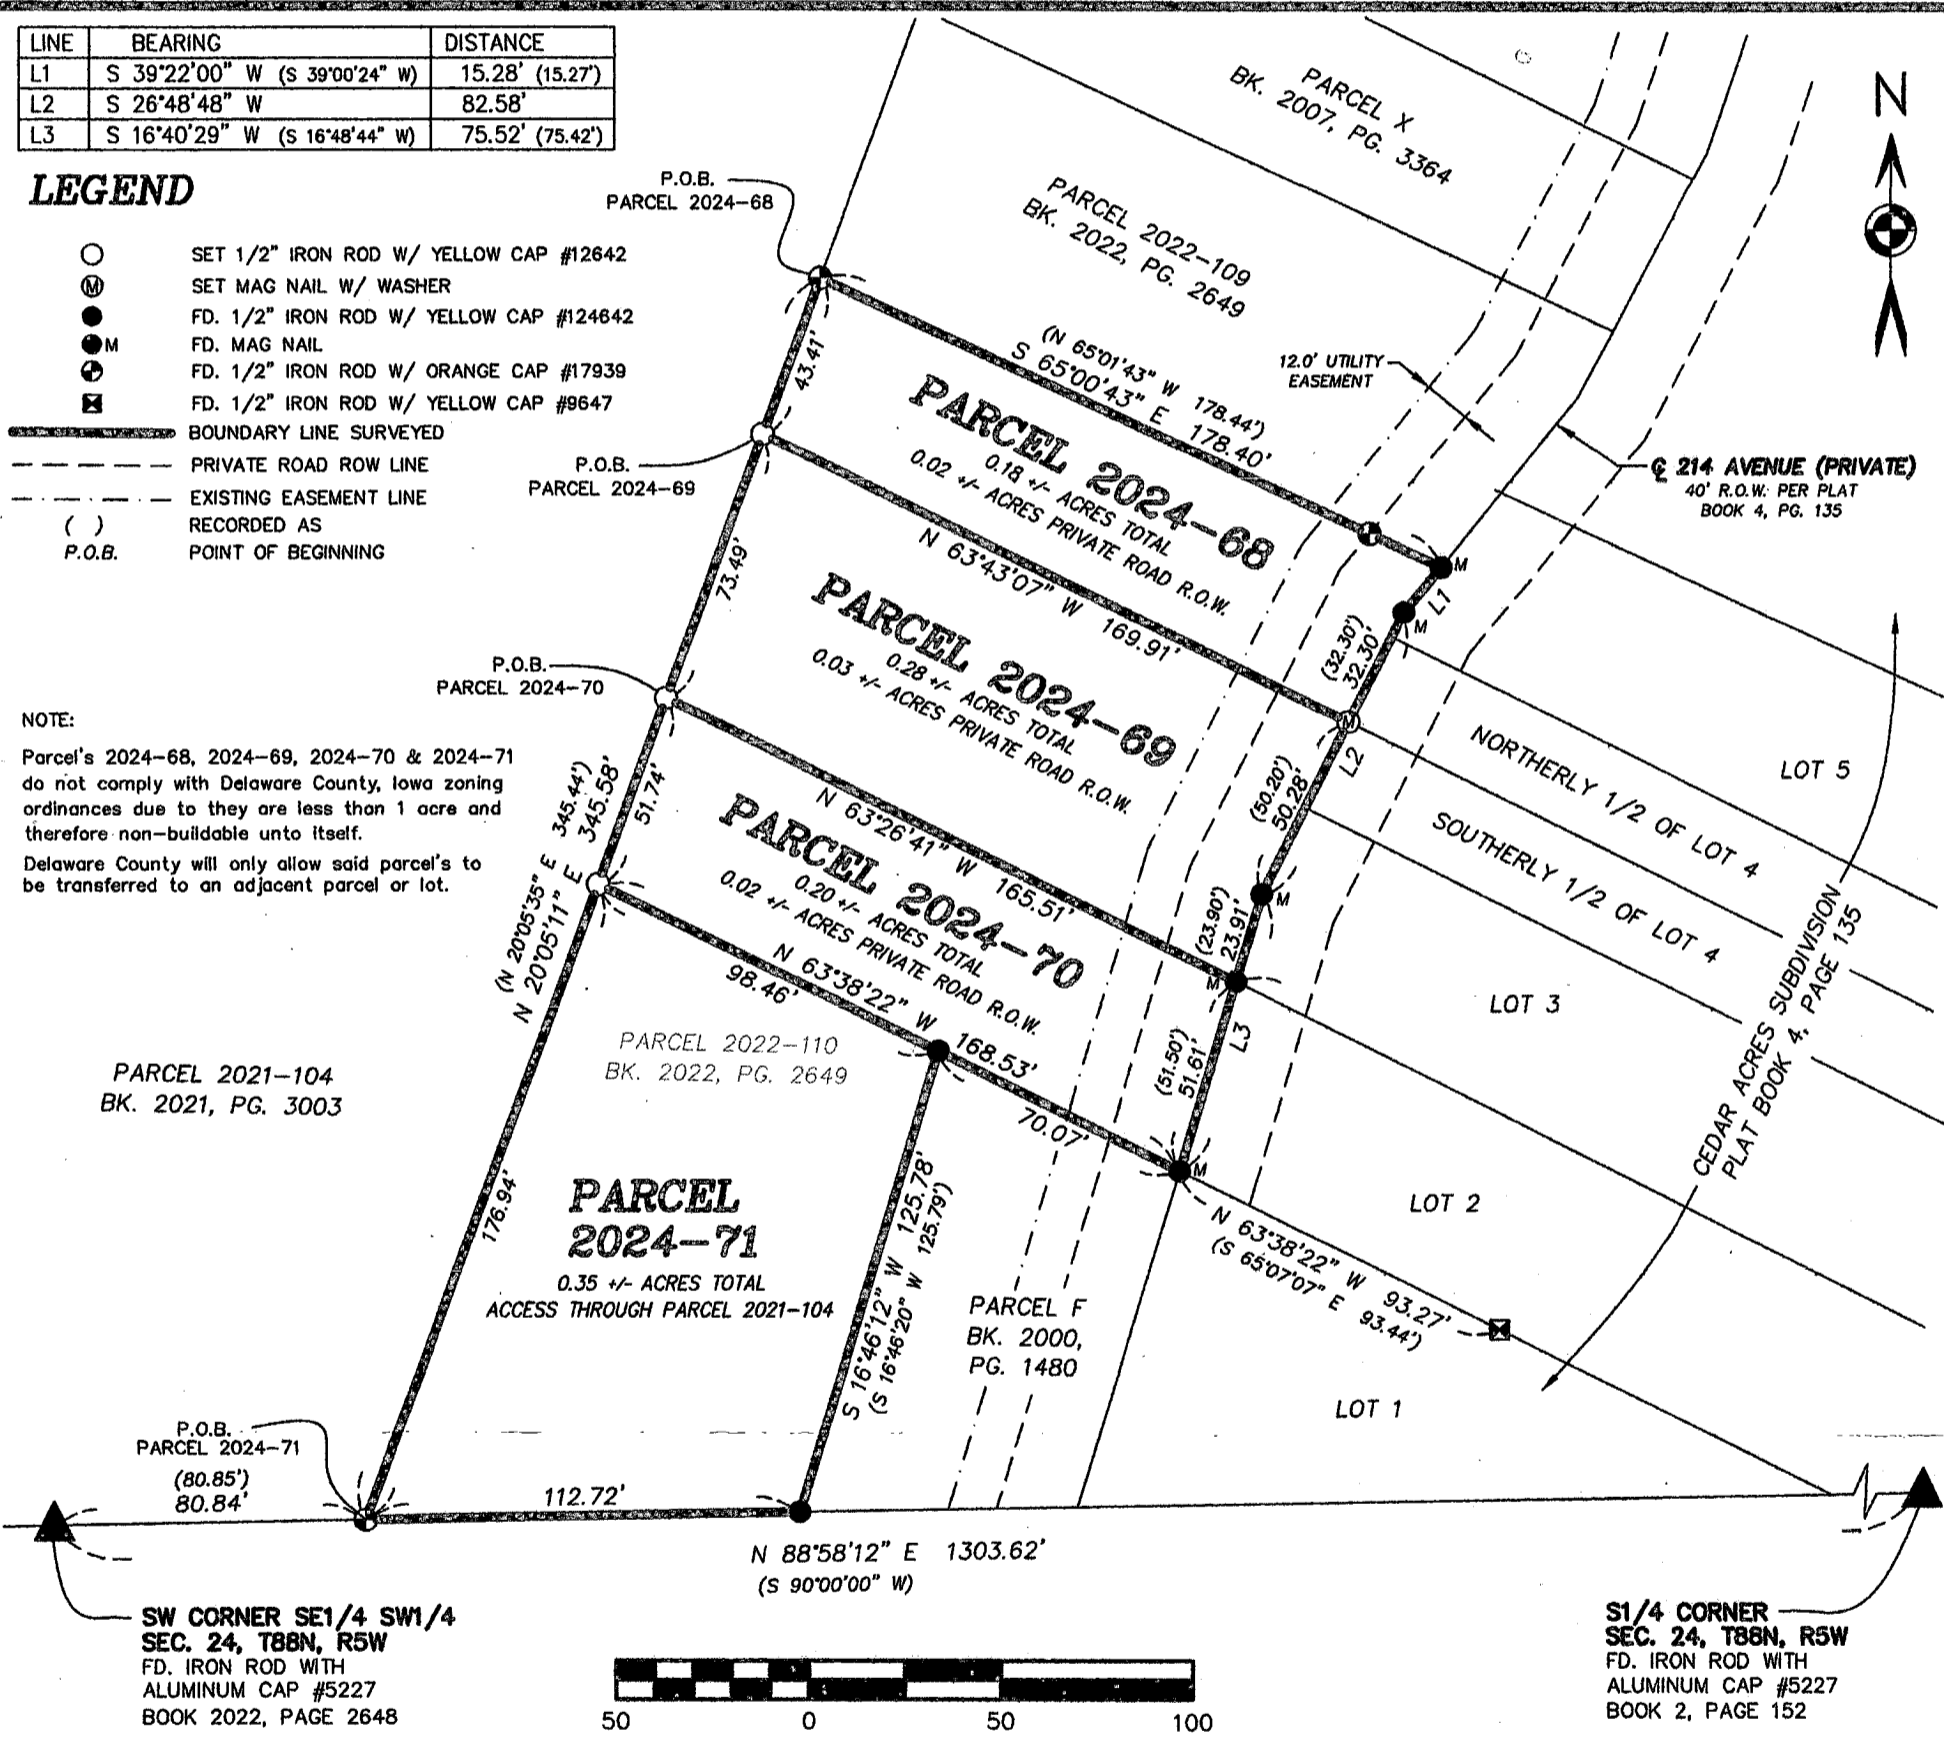 LINE BEARING DISTANCE
L1 S 39°22'00" W (S 39°00'24" W) 15.28' (15.27')
L2 S 26°48'48" W 82.58'
L3 S 16°40'29" W (S 16°48'44" W) 75.52' (75.42')
LEGEND
SET 1/2" IRON ROD W/ YELLOW CAP #12642
M SET MAG NAIL W/ WASHER
FD. 1/2" IRON ROD W/ YELLOW CAP #124642
M FD. MAG NAIL
FD. 1/2" IRON ROD W/ ORANGE CAP #17939
FD. 1/2" IRON ROD W/ YELLOW CAP #9647
BOUNDARY LINE SURVEYED
PRIVATE ROAD ROW LINE
EXISTING EASEMENT LINE
( ) RECORDED AS
P.O.B. POINT OF BEGINNING
NOTE:
Parcel's 2024-68, 2024-69, 2024-70 & 2024-71
do not comply with Delaware County, Iowa zoning
ordinances due to they are less than 1 acre and
therefore non-buildable unto itself.
Delaware County will only allow said parcel's to
be transferred to an adjacent parcel or lot.
N
PARCEL X
BK. 2007, PG. 3364
PARCEL 2022-109
BK. 2022, PG. 2649
P.O.B.
PARCEL 2024-68
43.41'
(N 65°01'43" W 178.44')
S 65°00'43" E 178.40'
12.0' UTILITY
EASEMENT
℄ 214 AVENUE (PRIVATE)
40' R.O.W. PER PLAT
BOOK 4, PG. 135
PARCEL 2024-68
0.18 +/- ACRES TOTAL
0.02 +/- ACRES PRIVATE ROAD R.O.W.
M
L1
M
(32.30')
32.30'
P.O.B.
PARCEL 2024-69
73.49'
N 63°43'07" W 169.91'
PARCEL 2024-69
0.28 +/- ACRES TOTAL
0.03 +/- ACRES PRIVATE ROAD R.O.W.
M
L2
(50.20')
50.28'
M
P.O.B.
PARCEL 2024-70
51.74'
N 63°26'41" W 165.51'
PARCEL 2024-70
0.20 +/- ACRES TOTAL
0.02 +/- ACRES PRIVATE ROAD R.O.W.
(23.90')
23.91'
M
L3
(51.50')
51.61'
M
(N 20°05'35" E 345.44')
N 20°05'11" E 345.58'
N 63°38'22" W 168.53'
98.46'
70.07'
PARCEL 2022-110
BK. 2022, PG. 2649
PARCEL 2021-104
BK. 2021, PG. 3003
176.94'
PARCEL
2024-71
0.35 +/- ACRES TOTAL
ACCESS THROUGH PARCEL 2021-104
S 16°46'12" W 125.78'
(S 16°46'20" W 125.79')
PARCEL F
BK. 2000,
PG. 1480
LOT 5
NORTHERLY 1/2 OF LOT 4
SOUTHERLY 1/2 OF LOT 4
LOT 3
LOT 2
LOT 1
CEDAR ACRES SUBDIVISION
PLAT BOOK 4, PAGE 135
N 63°38'22" W 93.27'
(S 65°07'07" E 93.44')
P.O.B.
PARCEL 2024-71
(80.85')
80.84'
112.72'
N 88°58'12" E 1303.62'
(S 90°00'00" W)
SW CORNER SE1/4 SW1/4
SEC. 24, T88N, R5W
FD. IRON ROD WITH
ALUMINUM CAP #5227
BOOK 2022, PAGE 2648
50 0 50 100
S1/4 CORNER
SEC. 24, T88N, R5W
FD. IRON ROD WITH
ALUMINUM CAP #5227
BOOK 2, PAGE 152